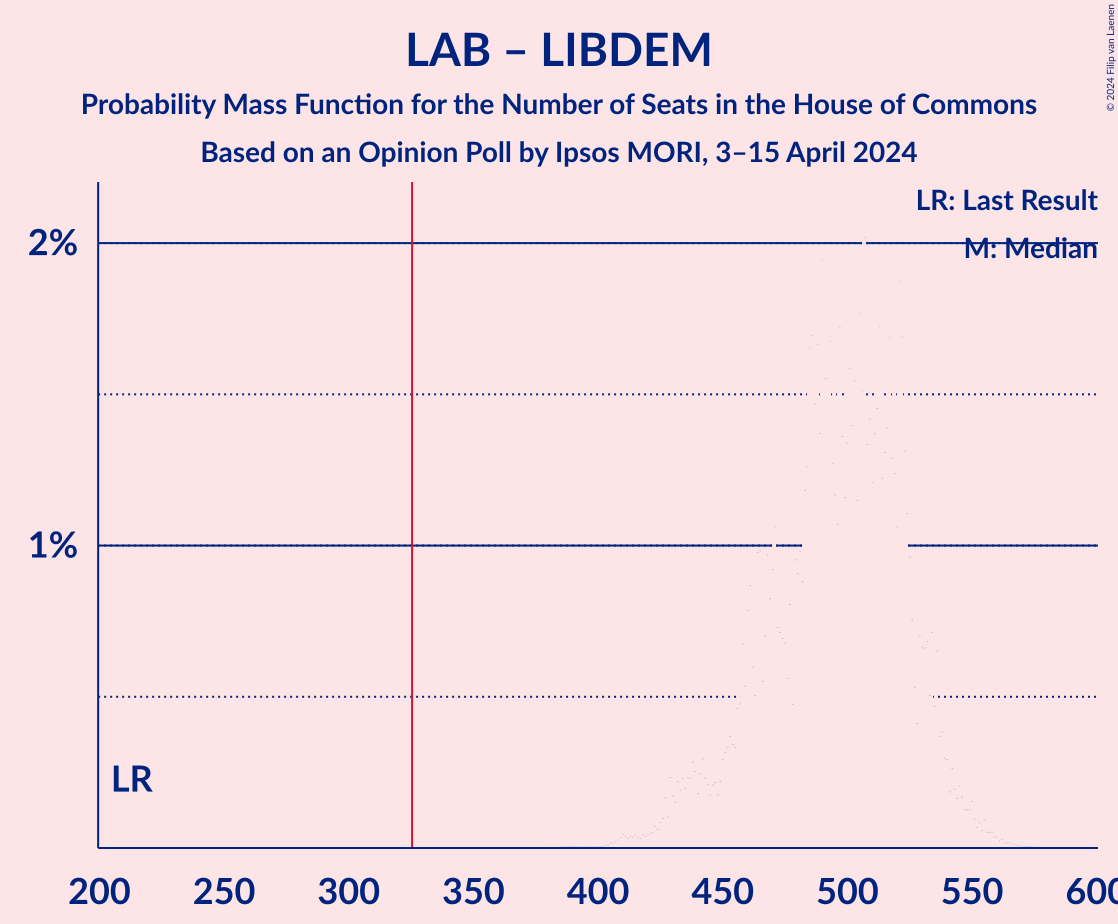 LAB – LIBDEM
Probability Mass Function for the Number of Seats in the House of Commons
Based on an Opinion Poll by Ipsos MORI, 3–15 April 2024
© 2024 Filip van Laenen
LR: Last Result
M: Median
2%
1%
LR
200 250 300 350 400 450 500 550 600